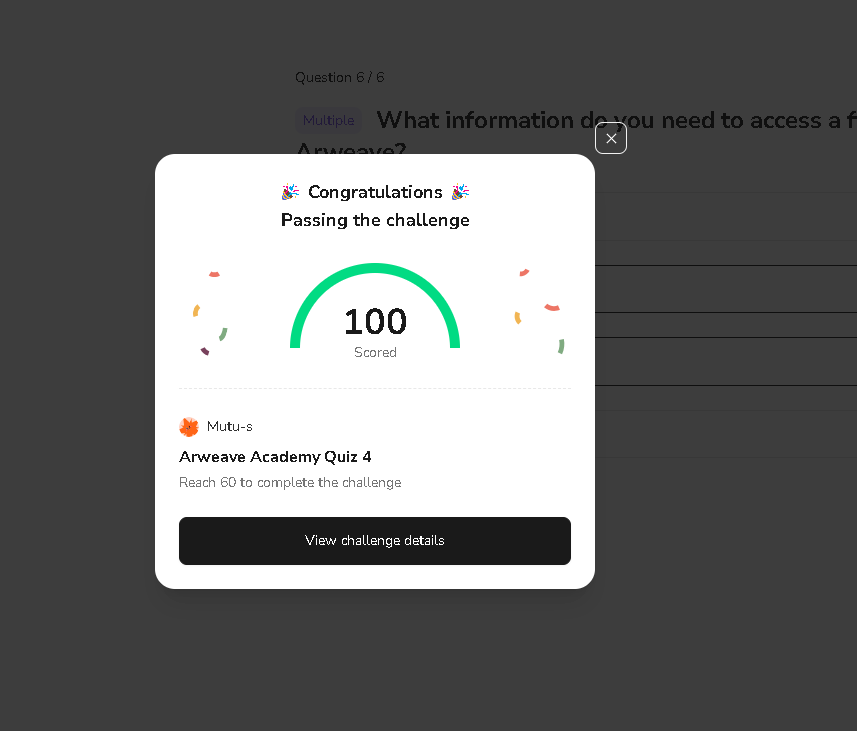 Question 6 / 6
Multiple What information do you need to access a f
Arweave?
Congratulations
Passing the challenge
100
Scored
Mutu-s
Arweave Academy Quiz 4
Reach 60 to complete the challenge
View challenge details